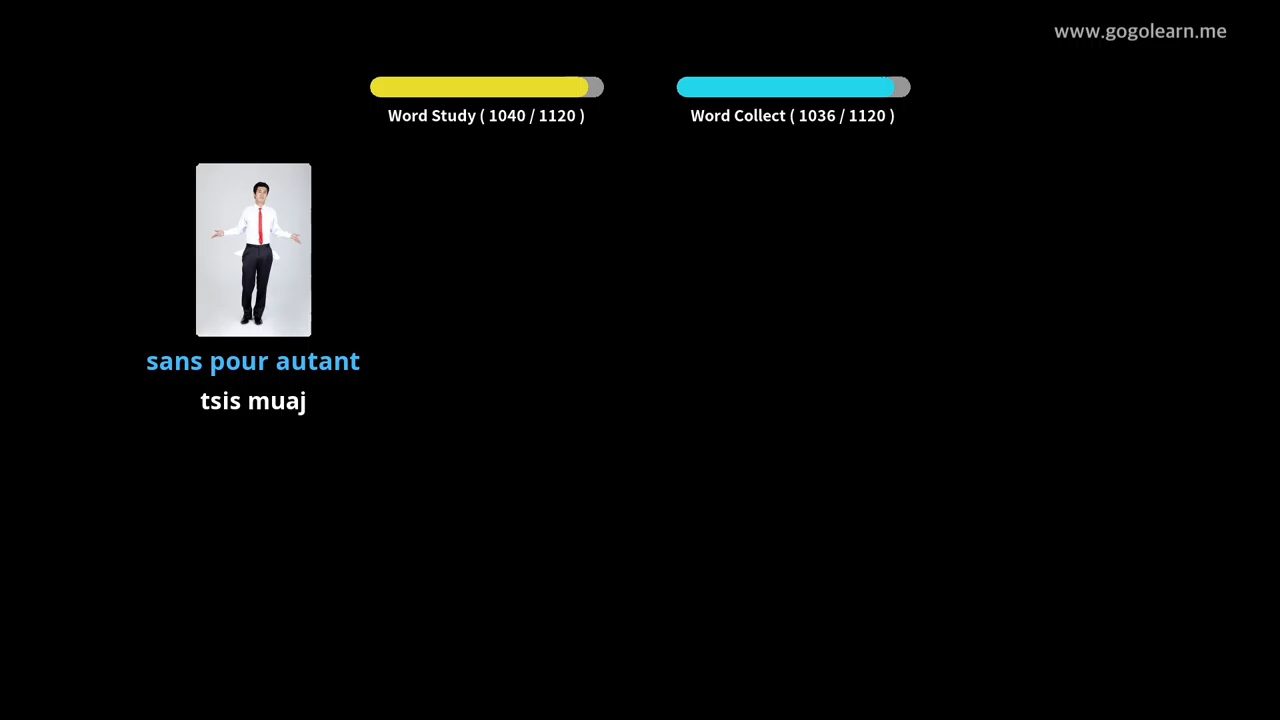 www.gogolearn.me
Word Study ( 1040 / 1120 )
Word Collect ( 1036 / 1120 )
sans pour autant
tsis muaj